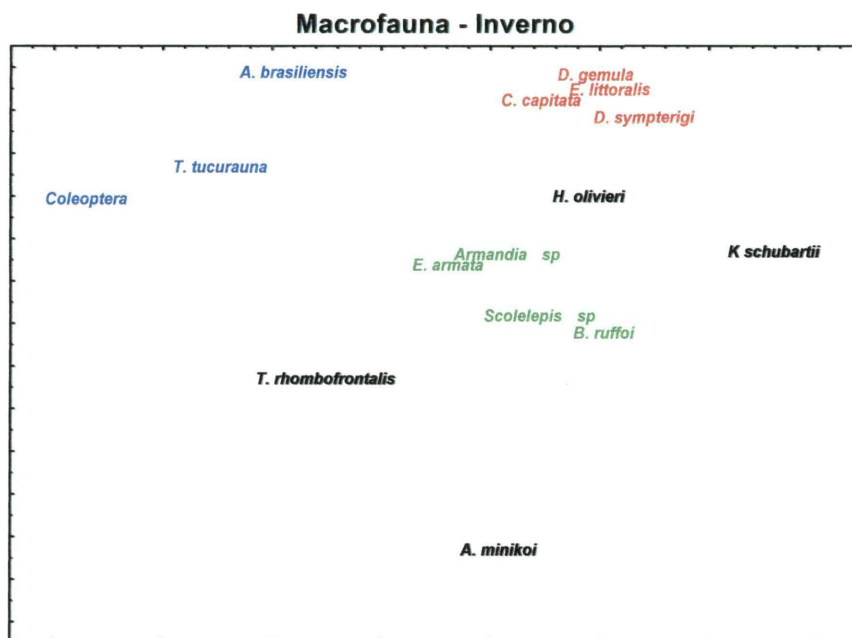 Macrofauna - Inverno
A. brasiliensis
D. gemula
E. littoralis
C. capitata
D. sympterigi
T. tucurauna
Coleoptera
H. olivieri
K schubartii
Armandia sp
E. armata
Scolelepis sp
B. ruffoi
T. rhombofrontalis
A. minikoi